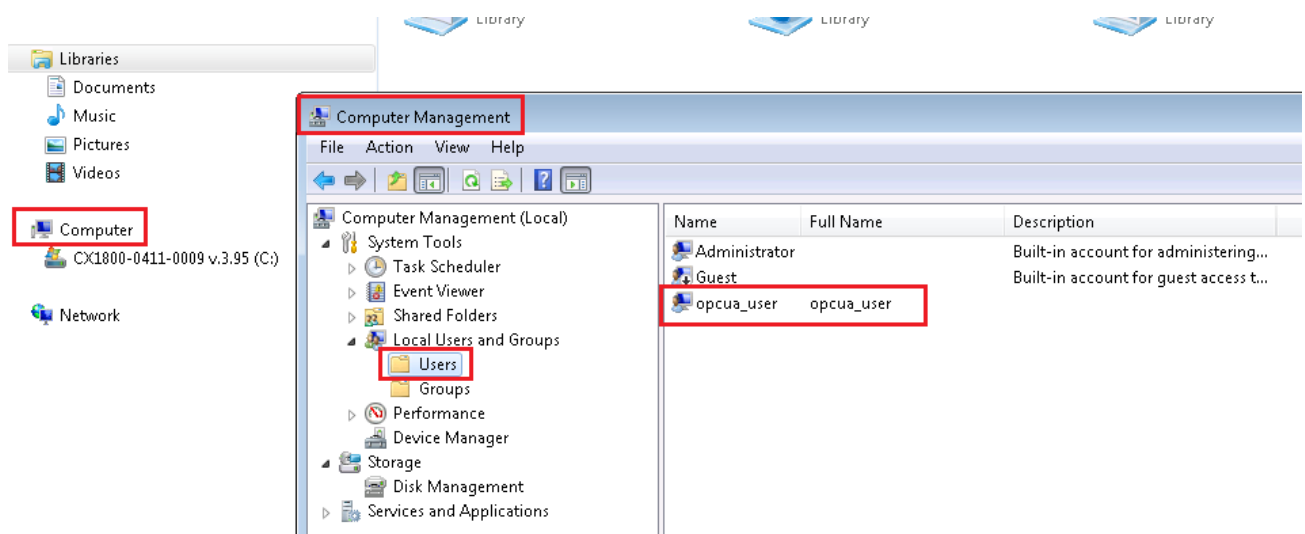 Library
Library
Library
Libraries
Documents
Music
Pictures
Videos
Computer
CX1800-0411-0009 v.3.95 (C:)
Network
Computer Management
File Action View Help
Computer Management (Local)
System Tools
Task Scheduler
Event Viewer
Shared Folders
Local Users and Groups
Users
Groups
Performance
Device Manager
Storage
Disk Management
Services and Applications
Name Full Name Description
Administrator Built-in account for administering...
Guest Built-in account for guest access t...
opcua_user opcua_user